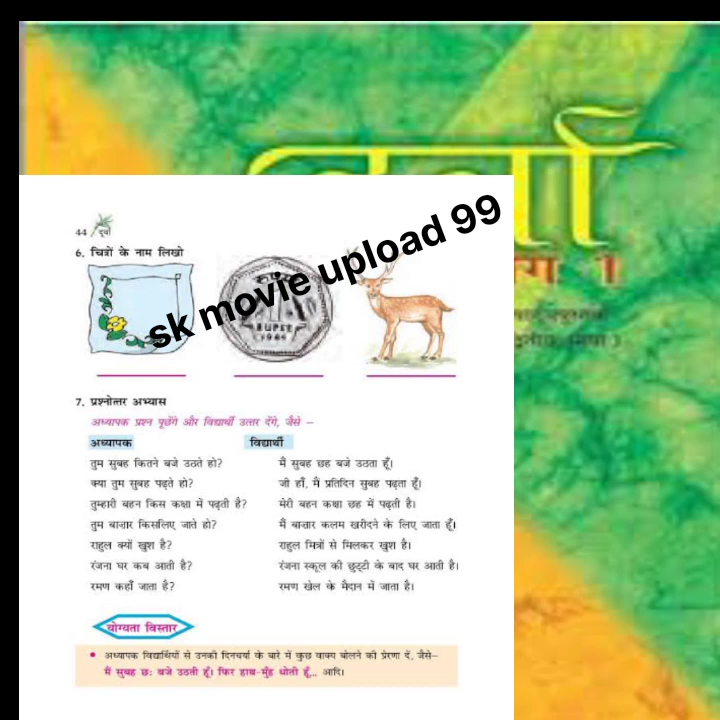 दूर्वा
भाग 1
44 दूर्वा
6. चित्रों के नाम लिखो
sk movie upload 99
RUPEE
7. प्रश्नोत्तर अभ्यास
अध्यापक प्रश्न पूछेंगे और विद्यार्थी उत्तर देंगे, जैसे –
अध्यापक विद्यार्थी
तुम सुबह कितने बजे उठते हो? मैं सुबह छह बजे उठता हूँ।
क्या तुम सुबह पढ़ते हो? जी हाँ, मैं प्रतिदिन सुबह पढ़ता हूँ।
तुम्हारी बहन किस कक्षा में पढ़ती है? मेरी बहन कक्षा छह में पढ़ती है।
तुम बाज़ार किसलिए जाते हो? मैं बाज़ार कलम खरीदने के लिए जाता हूँ।
राहुल क्यों खुश है? राहुल मित्रों से मिलकर खुश है।
रंजना घर कब आती है? रंजना स्कूल की छुट्टी के बाद घर आती है।
रमण कहाँ जाता है? रमण खेल के मैदान में जाता है।
योग्यता विस्तार
• अध्यापक विद्यार्थियों से उनकी दिनचर्या के बारे में कुछ वाक्य बोलने की प्रेरणा दें, जैसे–
मैं सुबह छः बजे उठती हूँ। फिर हाथ-मुँह धोती हूँ... आदि।